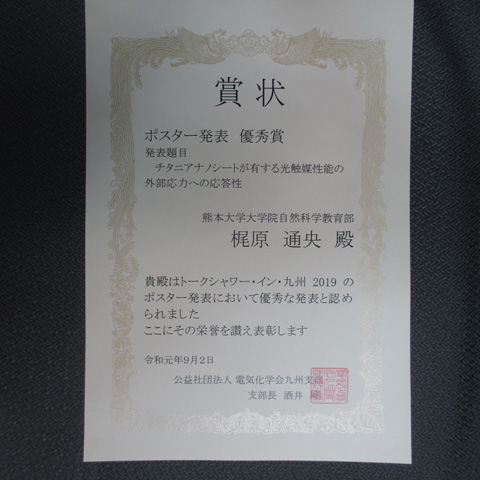 賞状
ポスター発表 優秀賞
発表題目
チタニアナノシートが有する光触媒性能の
外部応力への応答性
熊本大学大学院自然科学教育部
梶原 通央 殿
貴殿はトークシャワー・イン・九州 2019 の
ポスター発表において優秀な発表と認め
られました
ここにその栄誉を讃え表彰します
令和元年9月2日
公益社団法人 電気化学会九州支部
支部長 酒井 剛